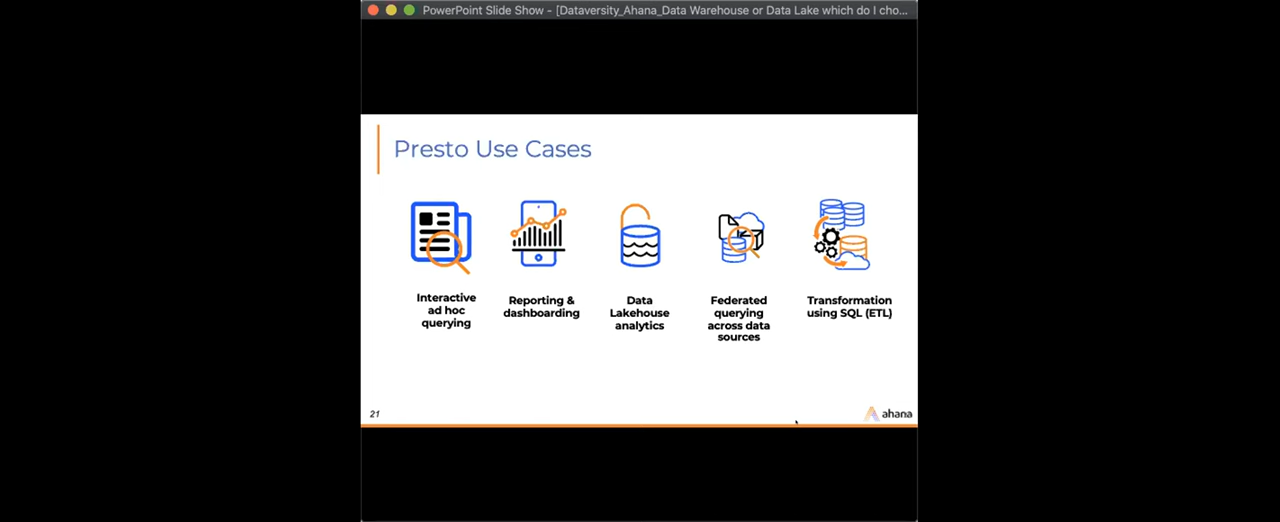 PowerPoint Slide Show - [Dataversity_Ahana_Data Warehouse or Data Lake which do I cho...
Presto Use Cases
Interactive
ad hoc
querying
Reporting &
dashboarding
Data
Lakehouse
analytics
Federated
querying
across data
sources
Transformation
using SQL (ETL)
21
ahana